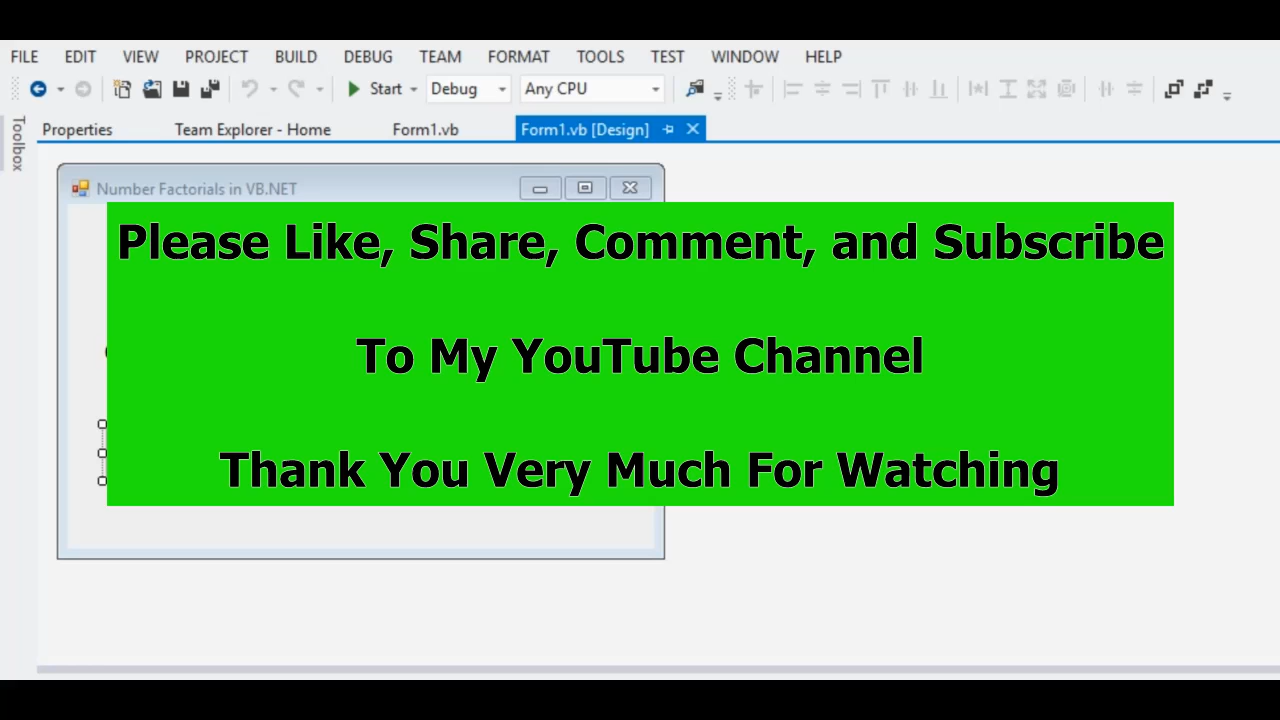 FILE EDIT VIEW PROJECT BUILD DEBUG TEAM FORMAT TOOLS TEST WINDOW HELP
Start Debug Any CPU
Toolbox
Properties Team Explorer - Home Form1.vb Form1.vb [Design]
Number Factorials in VB.NET
Please Like, Share, Comment, and Subscribe
To My YouTube Channel
Thank You Very Much For Watching